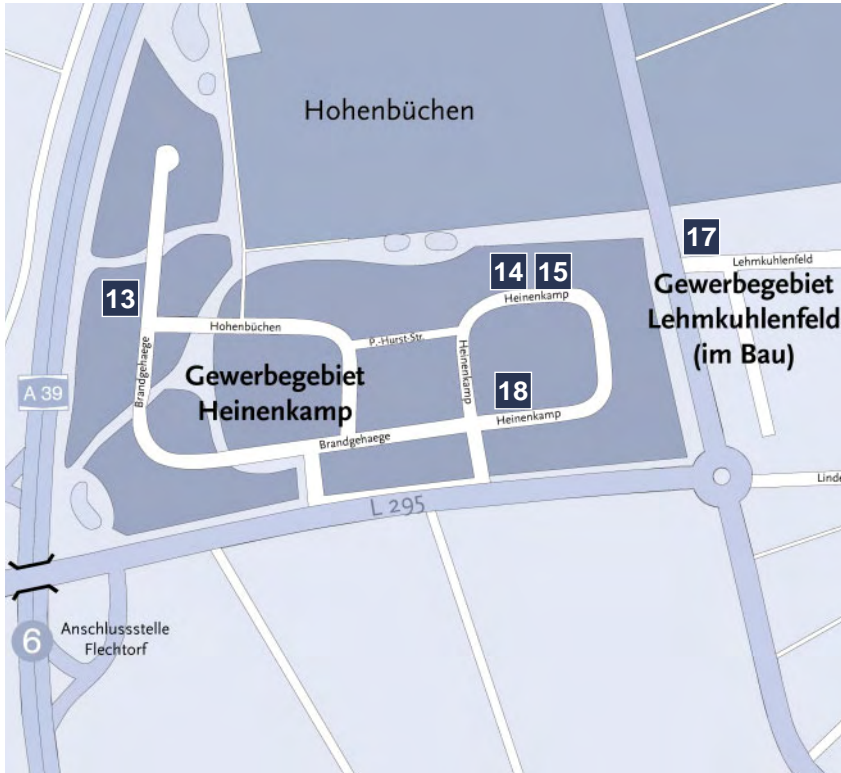 Hohenbüchen
17
Lehmkuhlenfeld
Gewerbegebiet
Lehmkuhlenfeld
(im Bau)
14 15
13
Heinenkamp
Hohenbüchen
P.-Hurst-Str.
Heinenkamp
Brandgehaege
Gewerbegebiet
Heinenkamp
A 39
18
Heinenkamp
Brandgehaege
L 295
Linde
6
Anschlussstelle
Flechtorf